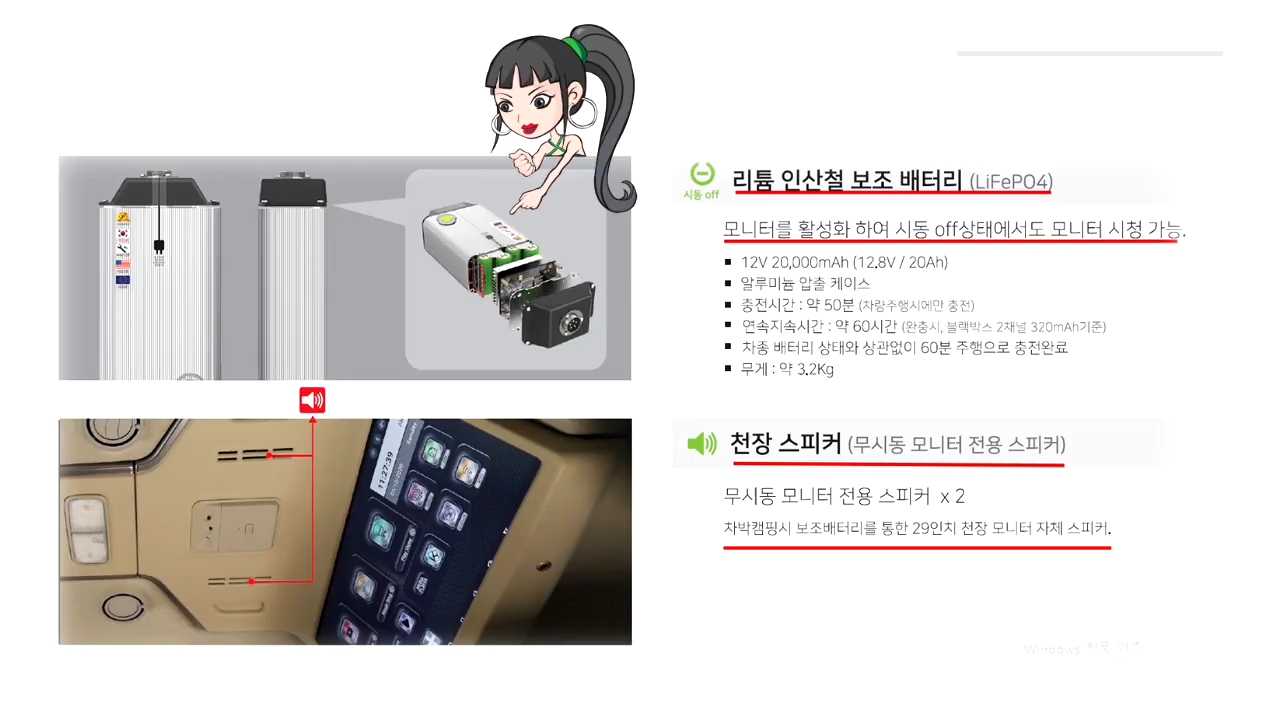 시동 off
리튬 인산철 보조 배터리 (LiFePO4)
모니터를 활성화 하여 시동 off상태에서도 모니터 시청 가능.
12V 20,000mAh (12.8V / 20Ah)
알루미늄 압출 케이스
충전시간 : 약 50분 (차량주행시에만 충전)
연속지속시간 : 약 60시간 (완충시, 블랙박스 2채널 320mAh기준)
차종 배터리 상태와 상관없이 60분 주행으로 충전완료
무게 : 약 3.2Kg
천장 스피커 (무시동 모니터 전용 스피커)
무시동 모니터 전용 스피커 x 2
차박캠핑시 보조배터리를 통한 29인치 천장 모니터 자체 스피커.
11:27:39
Windows 정품 인증